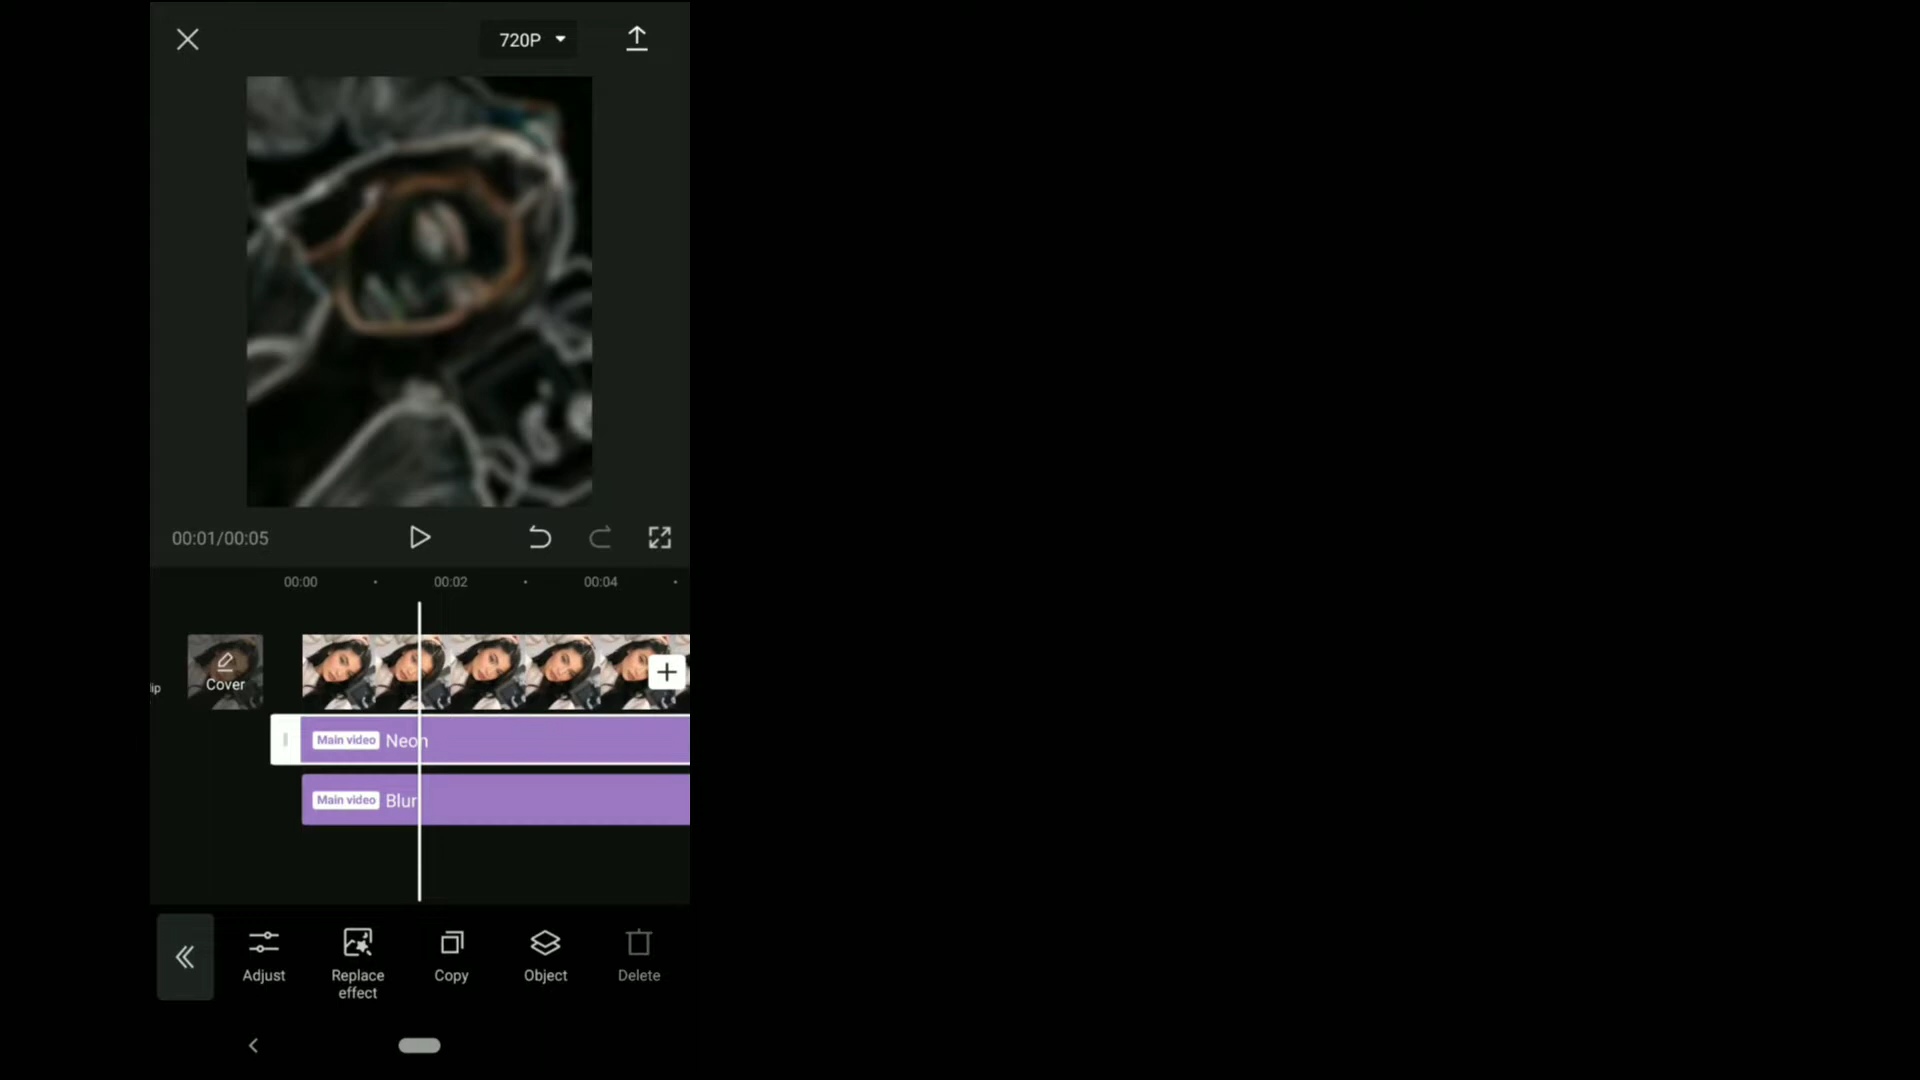 720P
00:01/00:05
00:00
00:02
00:04
ip
Cover
Main video Neon
Main video Blur
Adjust
Replace
effect
Copy
Object
Delete